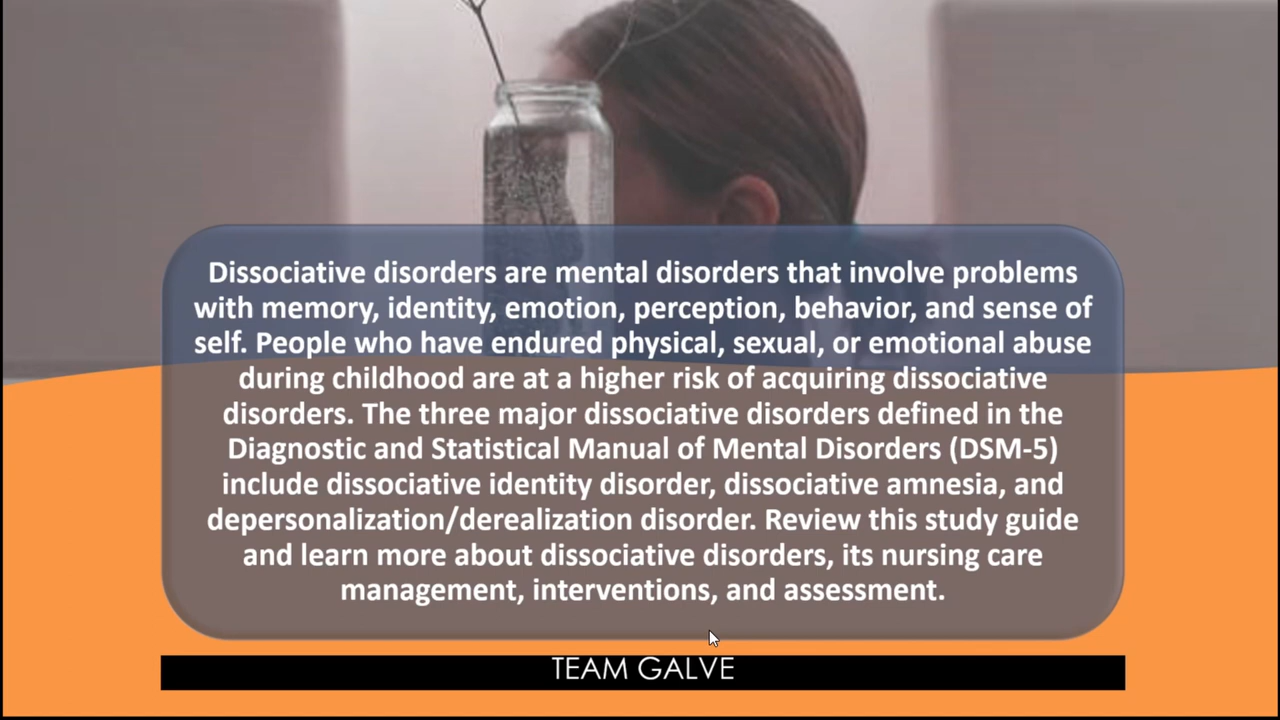 Dissociative disorders are mental disorders that involve problems
with memory, identity, emotion, perception, behavior, and sense of
self. People who have endured physical, sexual, or emotional abuse
during childhood are at a higher risk of acquiring dissociative
disorders. The three major dissociative disorders defined in the
Diagnostic and Statistical Manual of Mental Disorders (DSM-5)
include dissociative identity disorder, dissociative amnesia, and
depersonalization/derealization disorder. Review this study guide
and learn more about dissociative disorders, its nursing care
management, interventions, and assessment.
TEAM GALVE